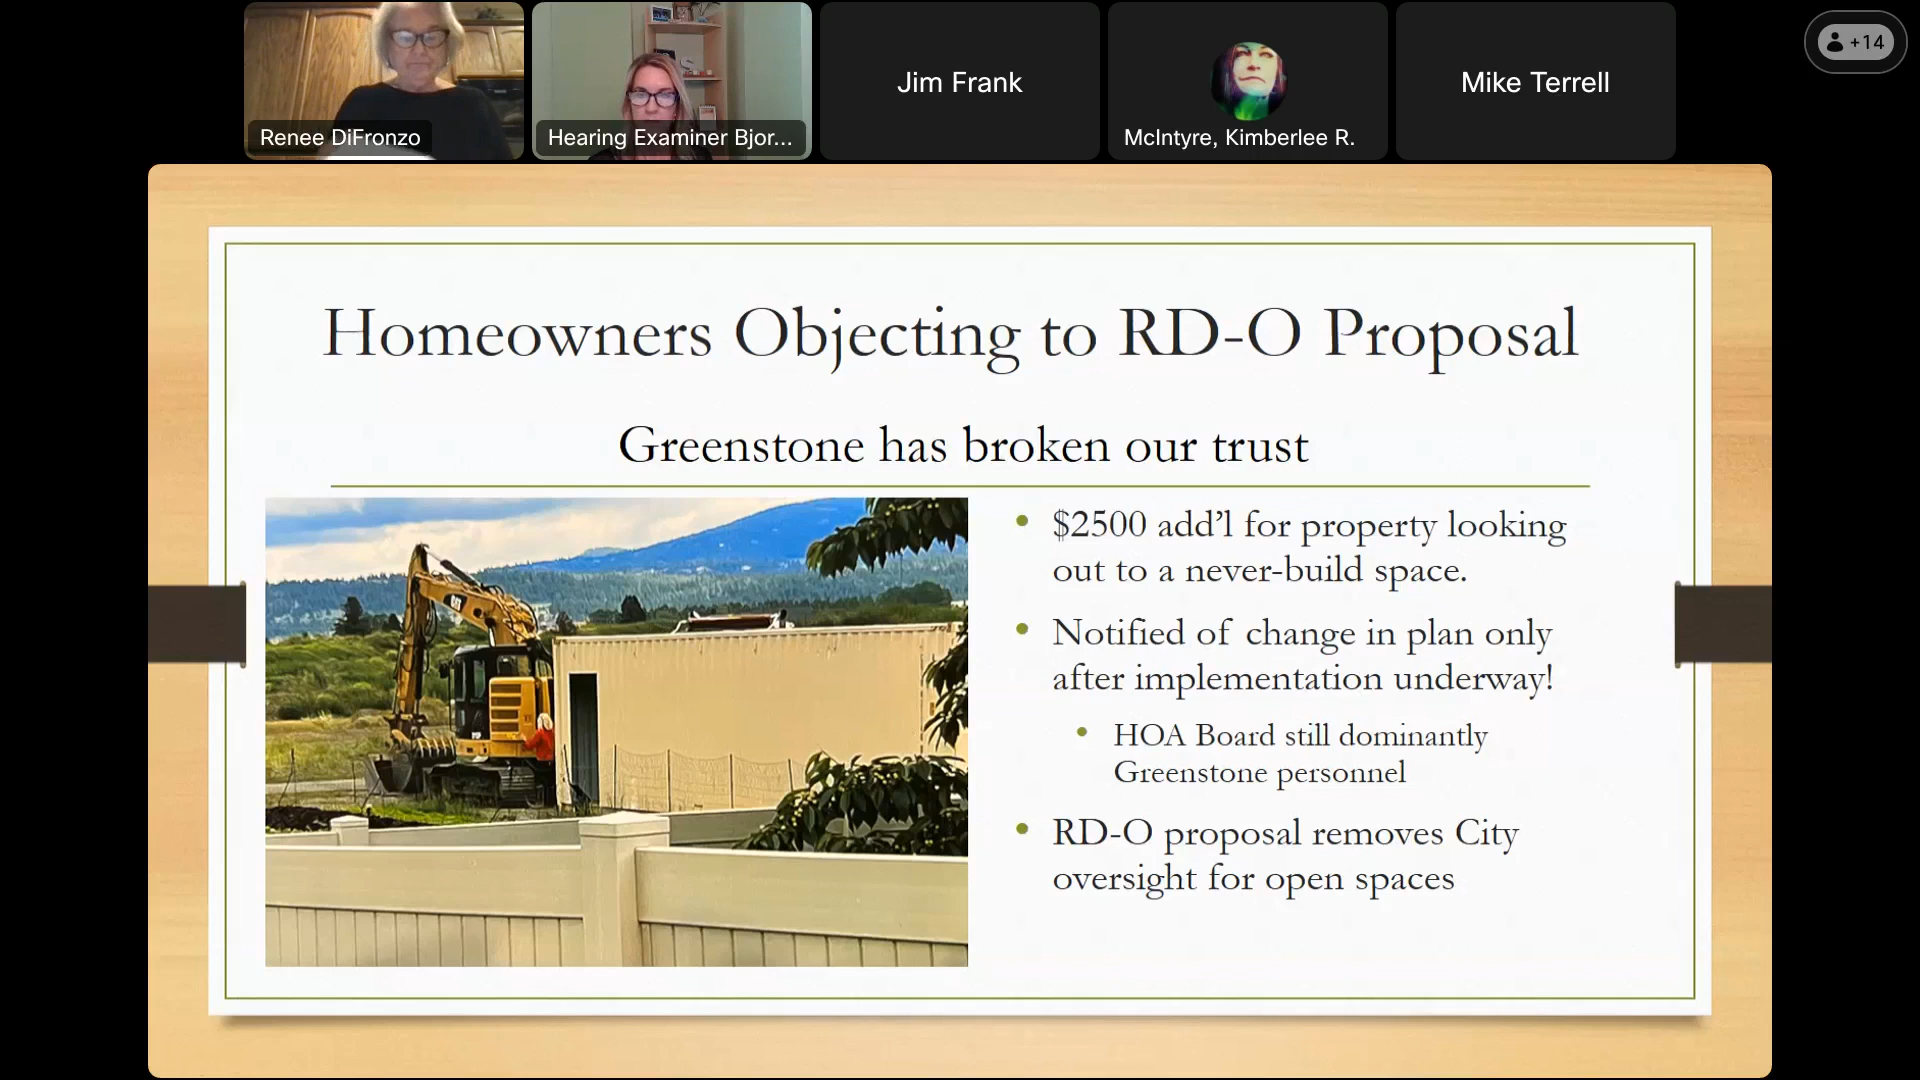 Renee DiFronzo
Hearing Examiner Bjor...
Jim Frank
McIntyre, Kimberlee R.
Mike Terrell
+14
Homeowners Objecting to RD-O Proposal
Greenstone has broken our trust
CAT
• $2500 add’l for property looking
out to a never-build space.
• Notified of change in plan only
after implementation underway!
• HOA Board still dominantly
Greenstone personnel
• RD-O proposal removes City
oversight for open spaces